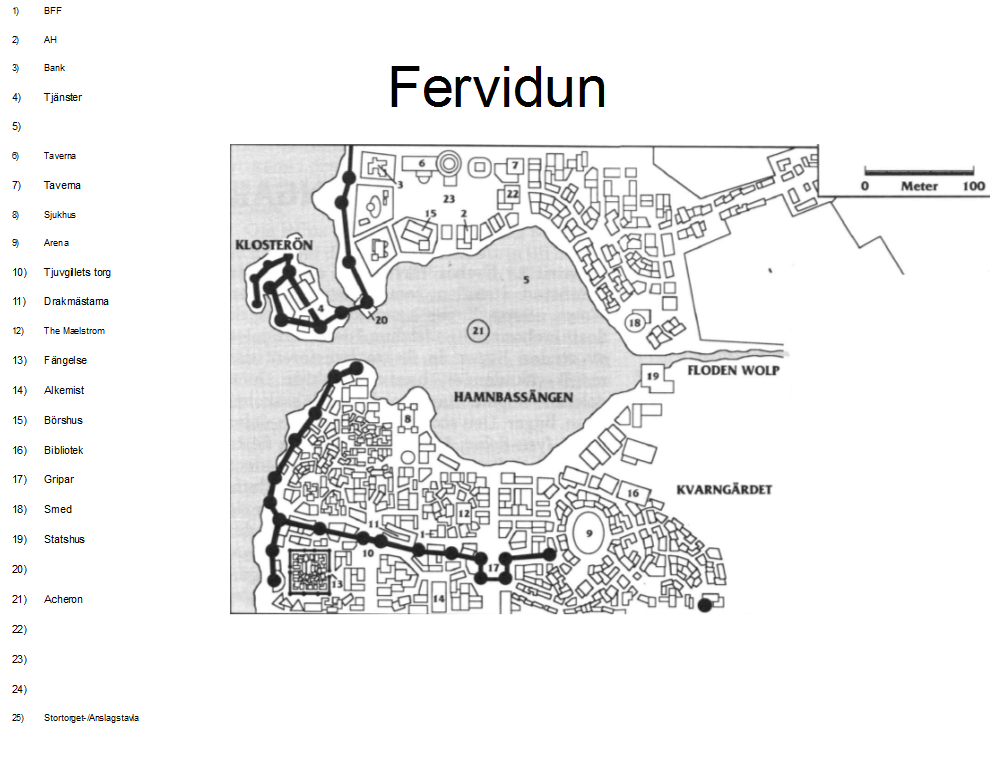 1) BFF
2) AH
3) Bank
4) Tjänster
5)
6) Taverna
7) Taverna
8) Sjukhus
9) Arena
10) Tjuvgillets torg
11) Drakmästarna
12) The Mælstrom
13) Fängelse
14) Alkemist
15) Börshus
16) Bibliotek
17) Gripar
18) Smed
19) Statshus
20)
21) Acheron
22)
23)
24)
25) Stortorget-/Anslagstavla
Fervidun
6
7
3
23
22
0 Meter 100
15
2
KLOSTERÖN
5
4
20
21
18
19
FLODEN WOLP
HAMNBASSÄNGEN
8
16
KVARNGÄRDET
12
11
1
9
10
17
13
14